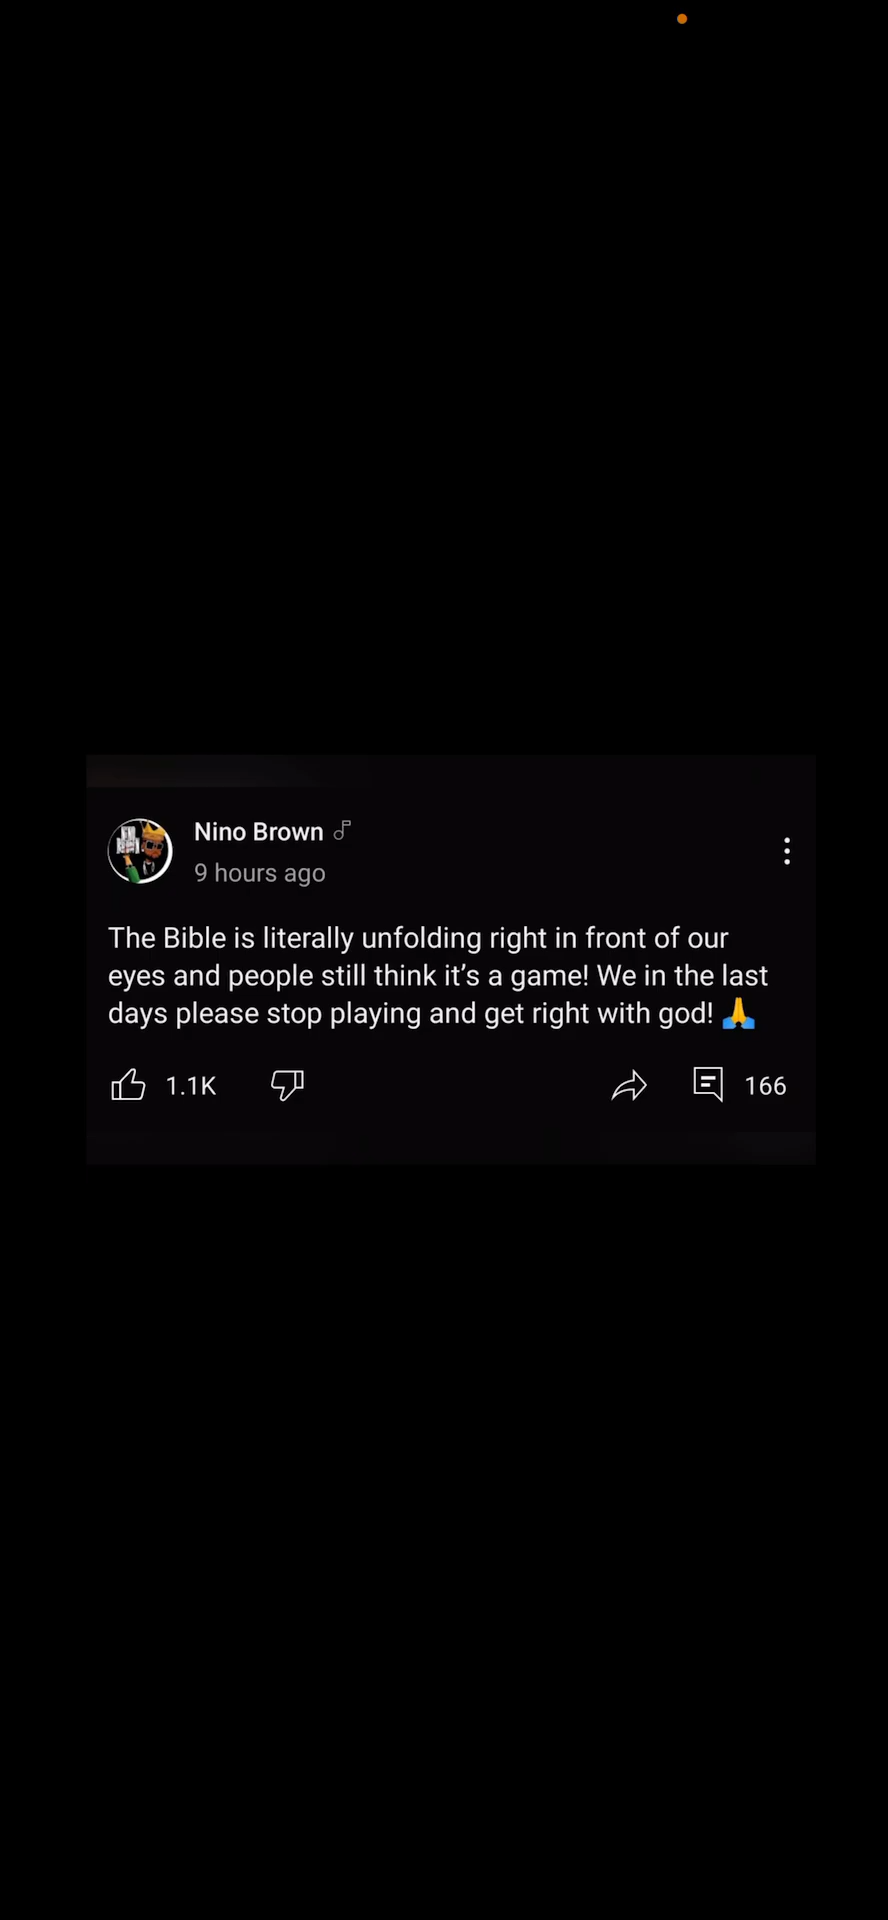 Nino Brown
9 hours ago
The Bible is literally unfolding right in front of our
eyes and people still think it’s a game! We in the last
days please stop playing and get right with god! 🙏
1.1K
166